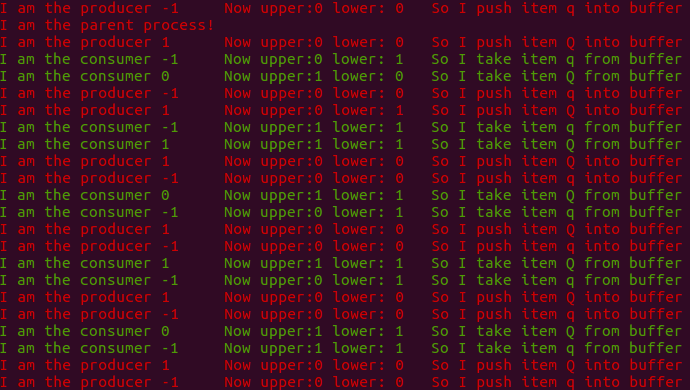 I am the producer -1     Now upper:0 lower: 0   So I push item q into buffer
I am the parent process!
I am the producer 1      Now upper:0 lower: 0   So I push item Q into buffer
I am the consumer -1     Now upper:0 lower: 1   So I take item q from buffer
I am the consumer 0      Now upper:1 lower: 0   So I take item Q from buffer
I am the producer -1     Now upper:0 lower: 0   So I push item q into buffer
I am the producer 1      Now upper:0 lower: 1   So I push item Q into buffer
I am the consumer -1     Now upper:1 lower: 1   So I take item q from buffer
I am the consumer 1      Now upper:1 lower: 1   So I take item Q from buffer
I am the producer 1      Now upper:0 lower: 0   So I push item Q into buffer
I am the producer -1     Now upper:0 lower: 0   So I push item q into buffer
I am the consumer 0      Now upper:1 lower: 1   So I take item Q from buffer
I am the consumer -1     Now upper:0 lower: 1   So I take item q from buffer
I am the producer 1      Now upper:0 lower: 0   So I push item Q into buffer
I am the producer -1     Now upper:0 lower: 0   So I push item q into buffer
I am the consumer 1      Now upper:1 lower: 1   So I take item Q from buffer
I am the consumer -1     Now upper:0 lower: 1   So I take item q from buffer
I am the producer 1      Now upper:0 lower: 0   So I push item Q into buffer
I am the producer -1     Now upper:0 lower: 0   So I push item q into buffer
I am the consumer 0      Now upper:1 lower: 1   So I take item Q from buffer
I am the consumer -1     Now upper:1 lower: 1   So I take item q from buffer
I am the producer 1      Now upper:0 lower: 0   So I push item Q into buffer
I am the producer -1     Now upper:0 lower: 0   So I push item q into buffer